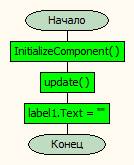 Начало
InitializeComponent()
update()
label1.Text = ""
Конец